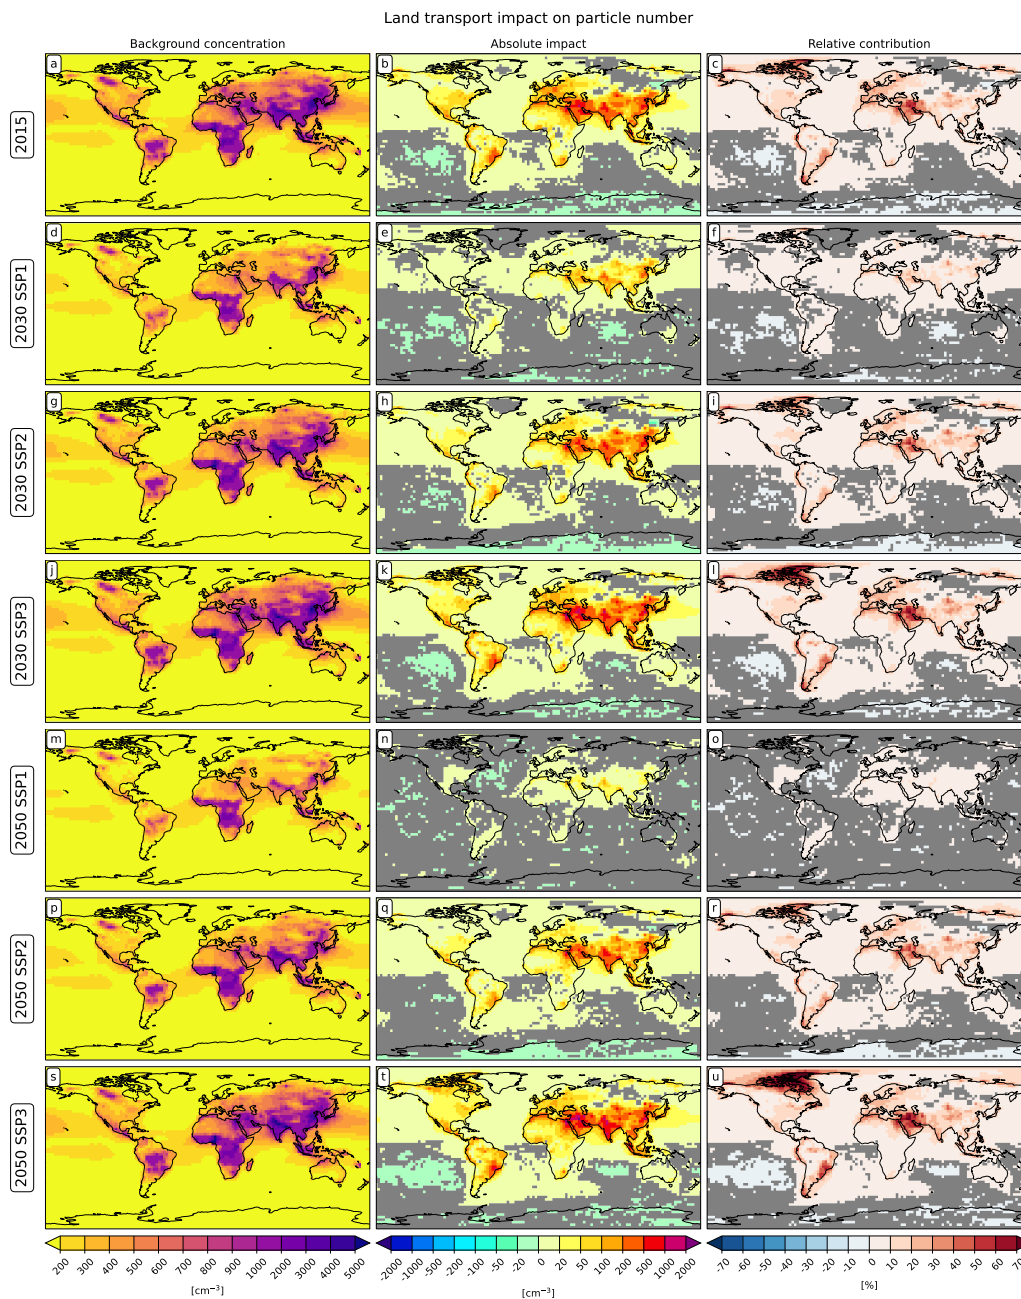 Land transport impact on particle number
Background concentration Absolute impact Relative contribution
2015 a b c
2030 SSP1 d e f
2030 SSP2 g h i
2030 SSP3 j k l
2050 SSP1 m n o
2050 SSP2 p q r
2050 SSP3 s t u
200 300 400 500 600 700 800 900 1000 2000 3000 4000 5000
[cm⁻³]
-2000 -1000 -500 -200 -100 -50 -20 0 20 50 100 200 500 1000 2000
[cm⁻³]
-70 -60 -50 -40 -30 -20 -10 0 10 20 30 40 50 60
[%]